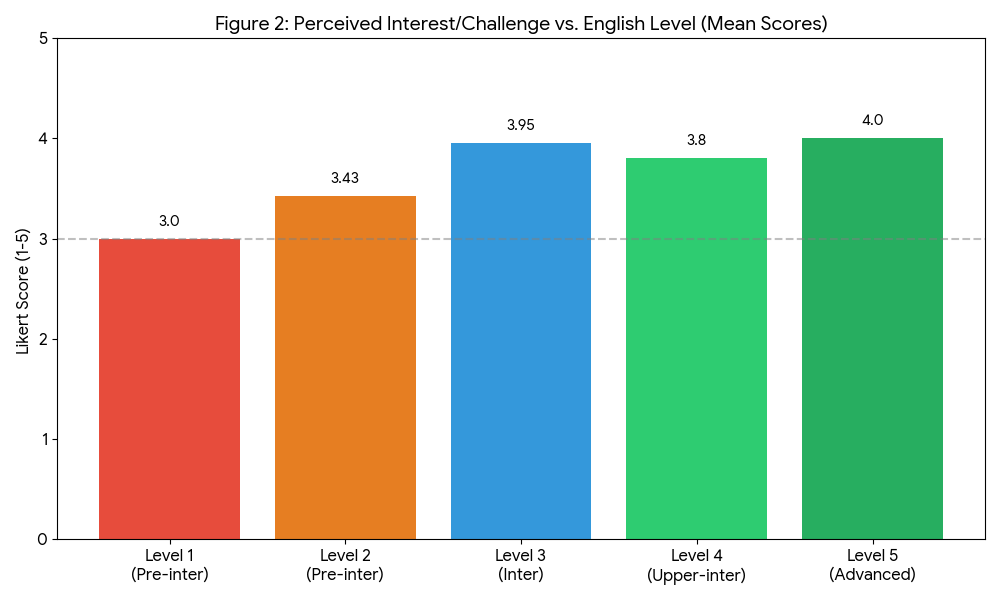 Figure 2: Perceived Interest/Challenge vs. English Level (Mean Scores)
Likert Score (1-5)
5
4
3
2
1
0
3.0
3.43
3.95
3.8
4.0
Level 1
(Pre-inter)
Level 2
(Pre-inter)
Level 3
(Inter)
Level 4
(Upper-inter)
Level 5
(Advanced)